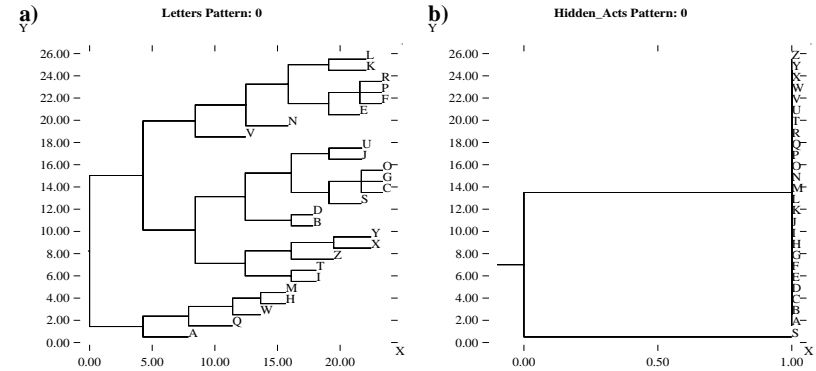 a)
Letters Pattern: 0
Y
26.00
24.00
22.00
20.00
18.00
16.00
14.00
12.00
10.00
8.00
6.00
4.00
2.00
0.00
L
K
R
P
F
E
N
V
U
J
O
G
C
S
D
B
Y
X
Z
T
I
M
H
W
Q
A
X
0.00 5.00 10.00 15.00 20.00
b)
Hidden_Acts Pattern: 0
Y
26.00
24.00
22.00
20.00
18.00
16.00
14.00
12.00
10.00
8.00
6.00
4.00
2.00
0.00
Z
Y
X
W
V
U
T
R
Q
P
O
N
M
L
K
J
I
H
G
F
E
D
C
B
A
S
X
0.00 0.50 1.00